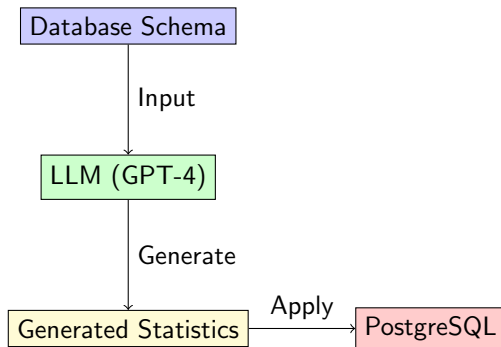 Database Schema
Input
LLM (GPT-4)
Generate
Generated Statistics
Apply
PostgreSQL